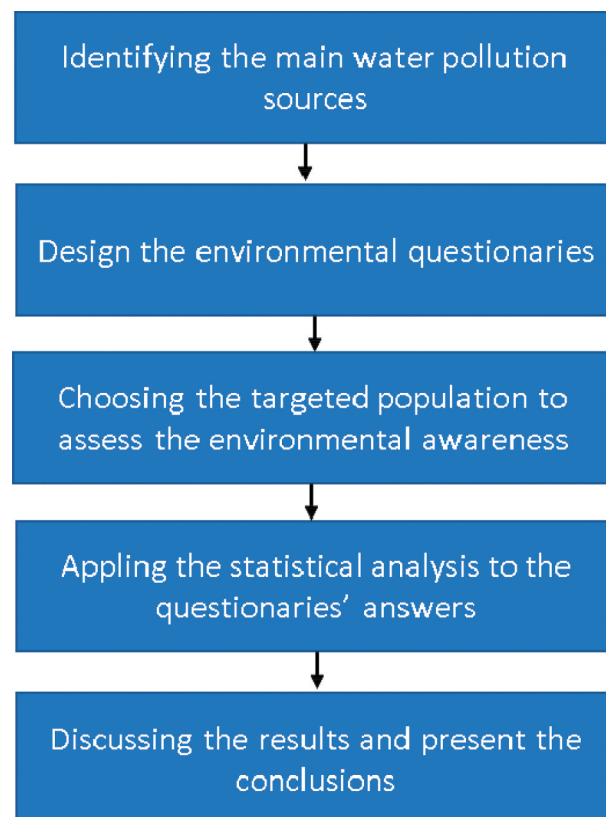 Identifying the main water pollution
sources
Design the environmental questionaries
Choosing the targeted population to
assess the environmental awareness
Appling the statistical analysis to the
questionaries' answers
Discussing the results and present the
conclusions